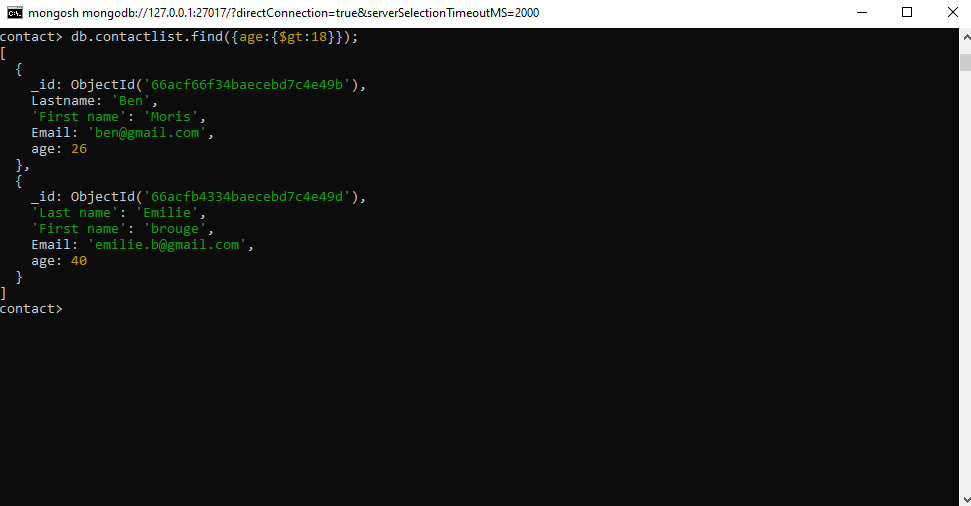 mongosh mongodb://127.0.0.1:27017/?directConnection=true&serverSelectionTimeoutMS=2000
contact> db.contactlist.find({age:{$gt:18}});
[
  {
    _id: ObjectId('66acf66f34baecebd7c4e49b'),
    Lastname: 'Ben',
    'First name': 'Moris',
    Email: 'ben@gmail.com',
    age: 26
  },
  {
    _id: ObjectId('66acfb4334baecebd7c4e49d'),
    'Last name': 'Emilie',
    'First name': 'brouge',
    Email: 'emilie.b@gmail.com',
    age: 40
  }
]
contact>